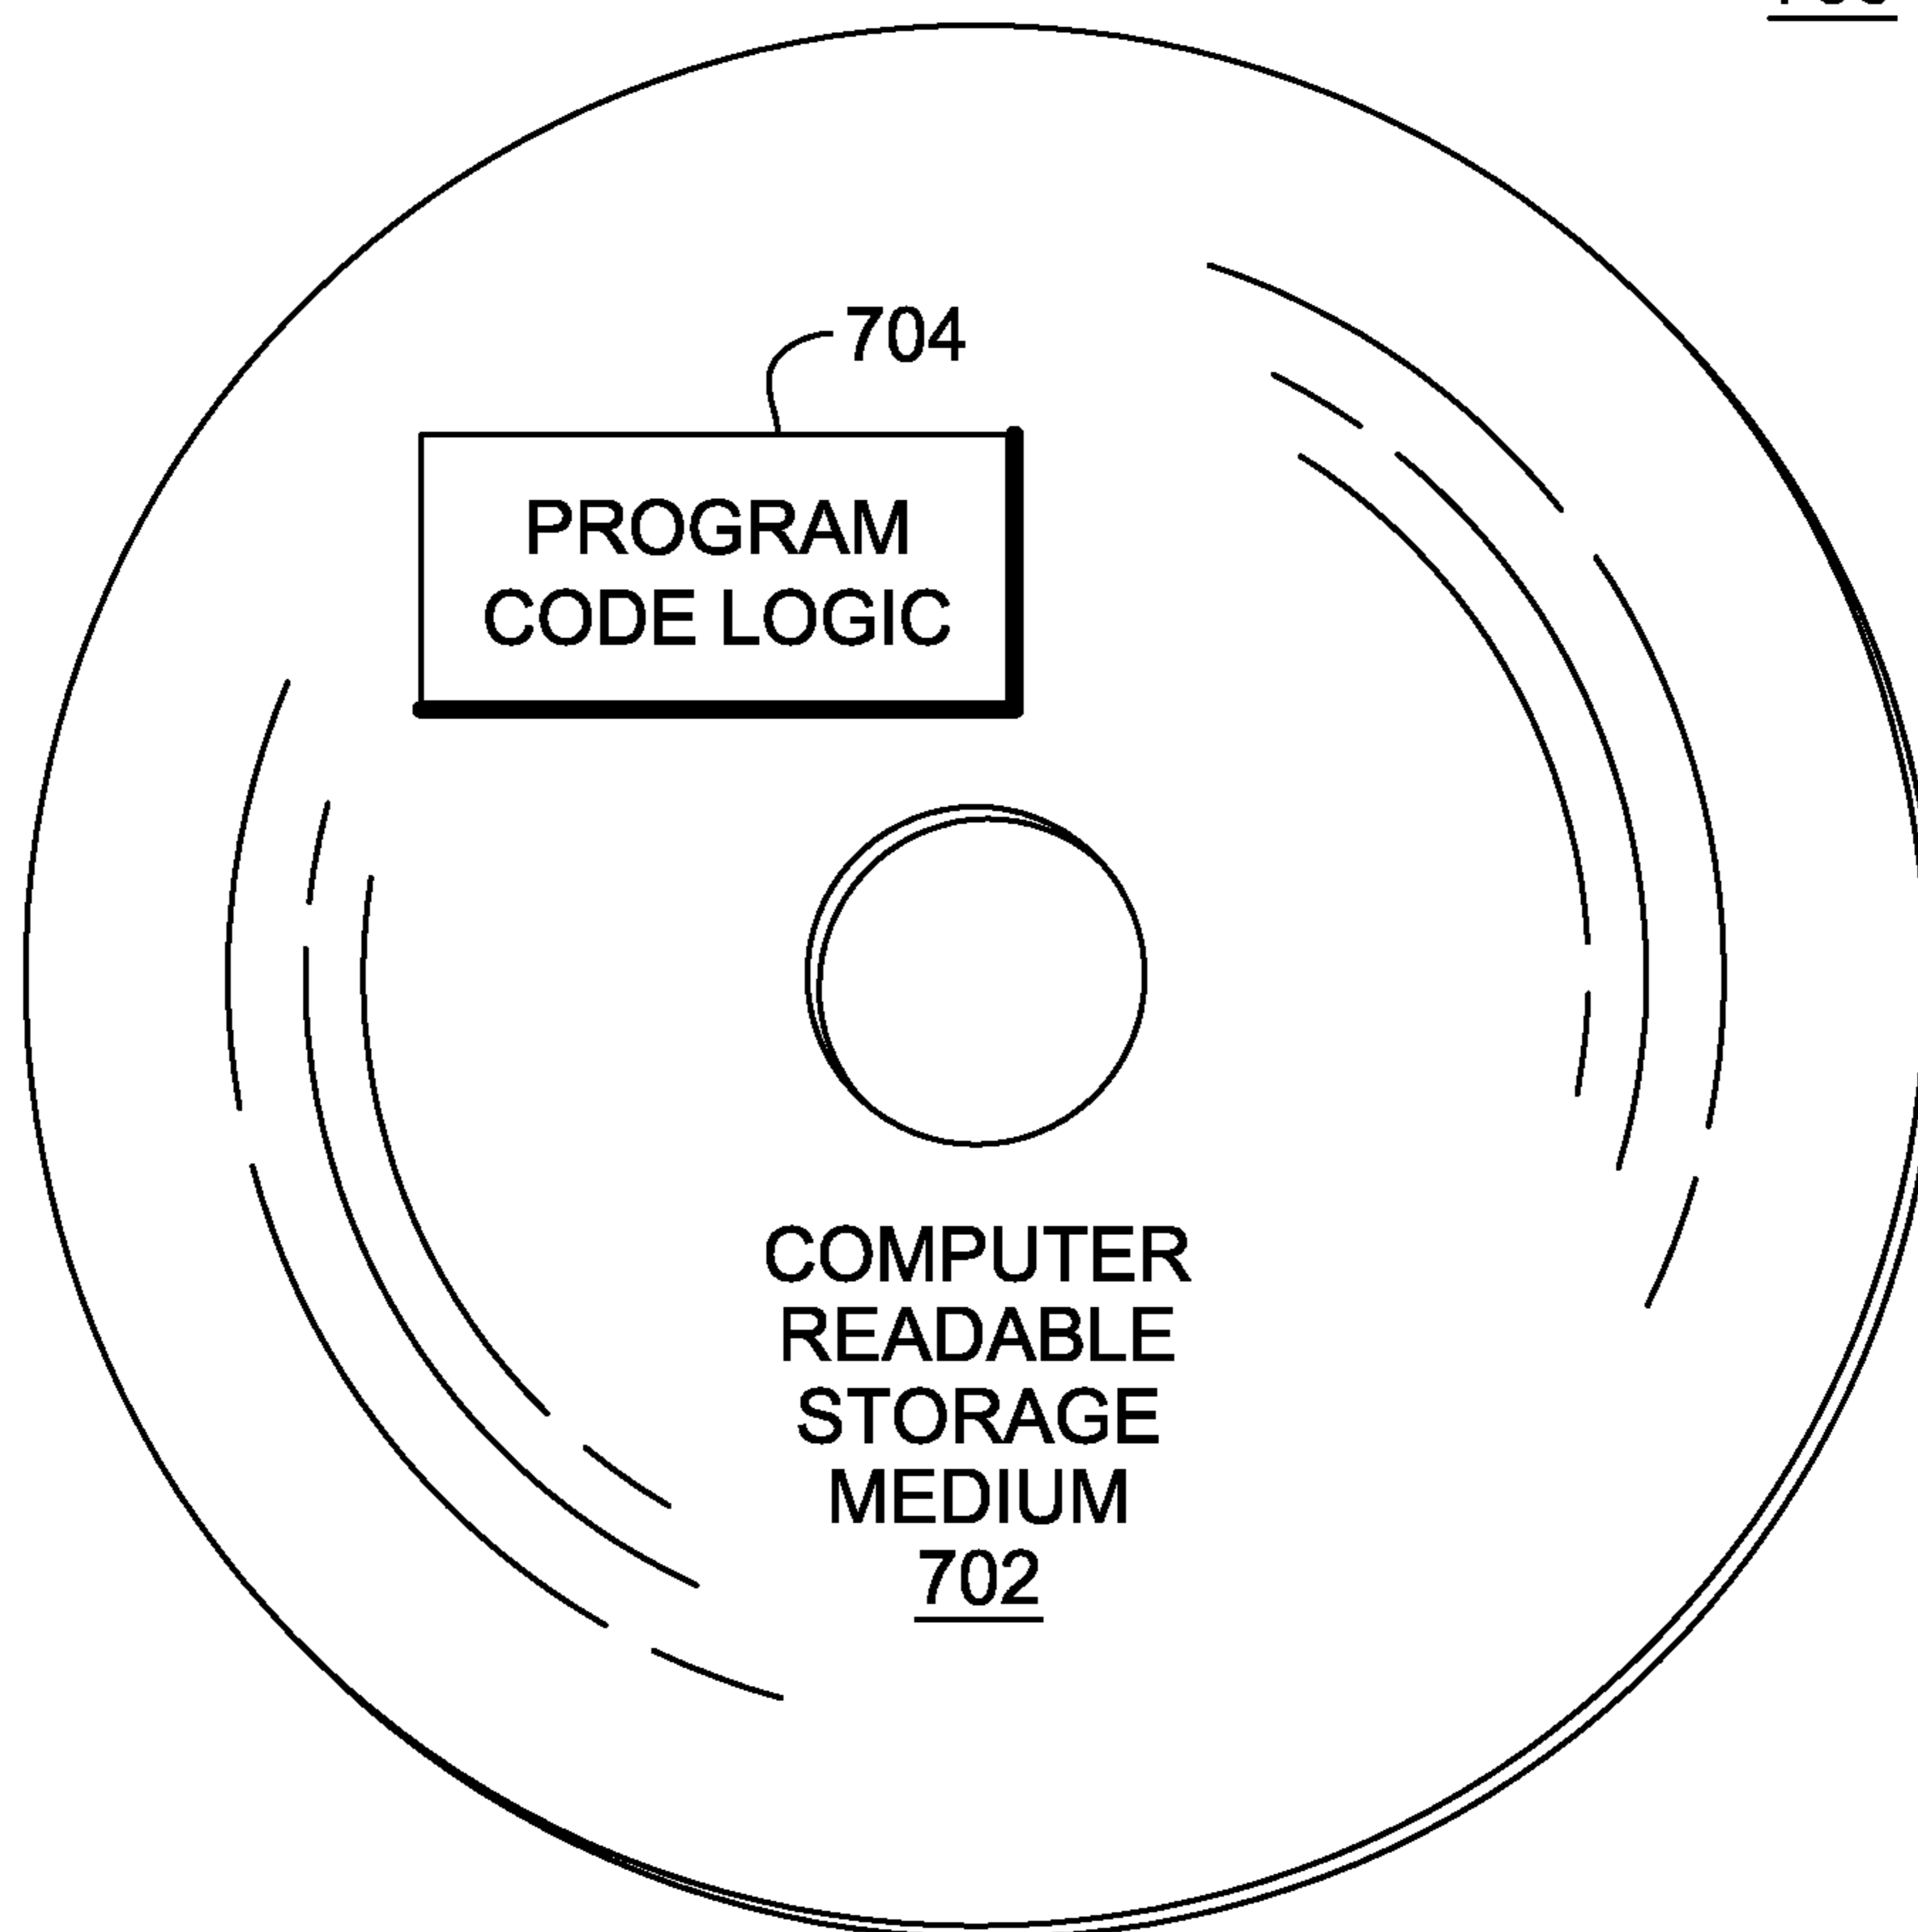 704
PROGRAM
CODE LOGIC
COMPUTER
READABLE
STORAGE
MEDIUM
702